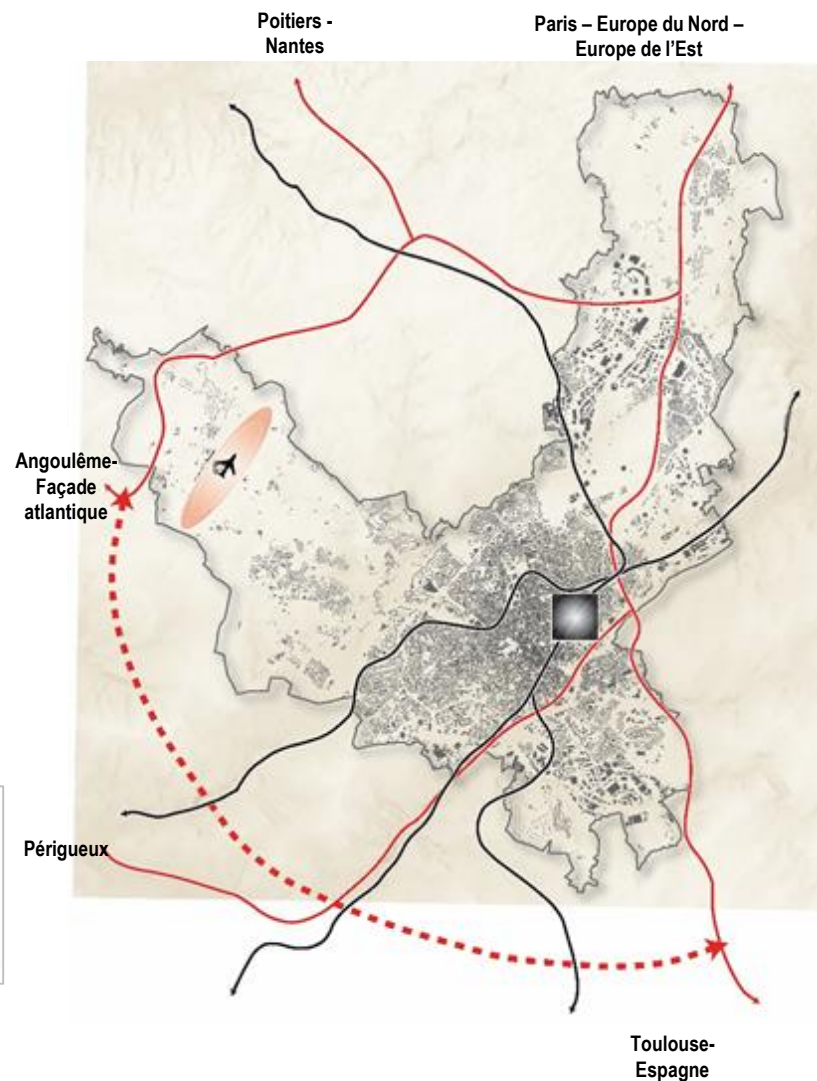 Poitiers -
Nantes
Paris – Europe du Nord –
Europe de l'Est
Angoulême-
Façade
atlantique
Périgueux
Toulouse-
Espagne